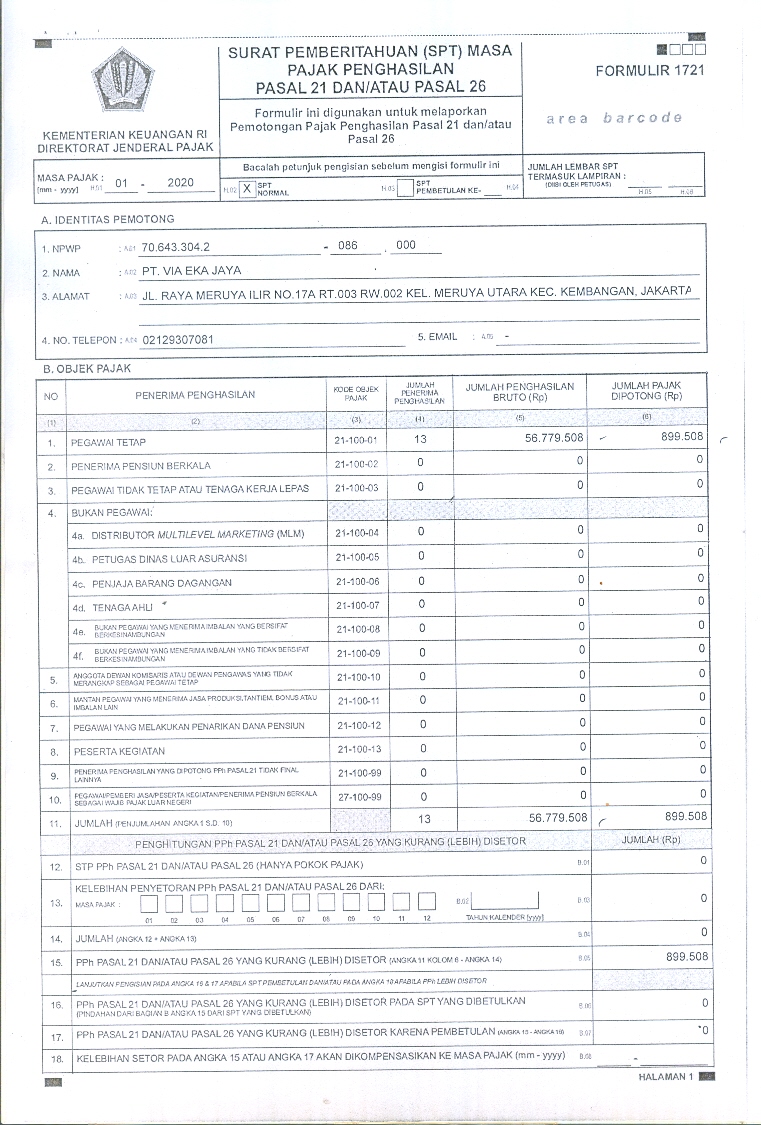 SURAT PEMBERITAHUAN (SPT) MASA
PAJAK PENGHASILAN
PASAL 21 DAN/ATAU PASAL 26
Formulir ini digunakan untuk melaporkan
Pemotongan Pajak Penghasilan Pasal 21 dan/atau
Pasal 26
FORMULIR 1721
area barcode
KEMENTERIAN KEUANGAN RI
DIREKTORAT JENDERAL PAJAK
MASA PAJAK :
[mm - yyyy] H.01 01 - 2020
Bacalah petunjuk pengisian sebelum mengisi formulir ini
H.02 X SPT NORMAL H.03 SPT PEMBETULAN KE- H.04
JUMLAH LEMBAR SPT
TERMASUK LAMPIRAN :
(DIISI OLEH PETUGAS) H.05 H.06
A. IDENTITAS PEMOTONG
1. NPWP : A.01 70.643.304.2 - 086 . 000
2. NAMA : A.02 PT. VIA EKA JAYA
3. ALAMAT : A.03 JL. RAYA MERUYA ILIR NO.17A RT.003 RW.002 KEL. MERUYA UTARA KEC. KEMBANGAN, JAKARTA
4. NO. TELEPON : A.04 02129307081 5. EMAIL : A.05 -
B. OBJEK PAJAK
NO PENERIMA PENGHASILAN KODE OBJEK PAJAK JUMLAH PENERIMA PENGHASILAN JUMLAH PENGHASILAN BRUTO (Rp) JUMLAH PAJAK DIPOTONG (Rp)
(1) (2) (3) (4) (5) (6)
1. PEGAWAI TETAP 21-100-01 13 56.779.508 899.508
2. PENERIMA PENSIUN BERKALA 21-100-02 0 0 0
3. PEGAWAI TIDAK TETAP ATAU TENAGA KERJA LEPAS 21-100-03 0 0 0
4. BUKAN PEGAWAI:
4a. DISTRIBUTOR MULTILEVEL MARKETING (MLM) 21-100-04 0 0 0
4b. PETUGAS DINAS LUAR ASURANSI 21-100-05 0 0 0
4c. PENJAJA BARANG DAGANGAN 21-100-06 0 0 0
4d. TENAGA AHLI 21-100-07 0 0 0
4e. BUKAN PEGAWAI YANG MENERIMA IMBALAN YANG BERSIFAT BERKESINAMBUNGAN 21-100-08 0 0 0
4f. BUKAN PEGAWAI YANG MENERIMA IMBALAN YANG TIDAK BERSIFAT BERKESINAMBUNGAN 21-100-09 0 0 0
5. ANGGOTA DEWAN KOMISARIS ATAU DEWAN PENGAWAS YANG TIDAK MERANGKAP SEBAGAI PEGAWAI TETAP 21-100-10 0 0 0
6. MANTAN PEGAWAI YANG MENERIMA JASA PRODUKSI, TANTIEM, BONUS ATAU IMBALAN LAIN 21-100-11 0 0 0
7. PEGAWAI YANG MELAKUKAN PENARIKAN DANA PENSIUN 21-100-12 0 0 0
8. PESERTA KEGIATAN 21-100-13 0 0 0
9. PENERIMA PENGHASILAN YANG DIPOTONG PPh PASAL 21 TIDAK FINAL LAINNYA 21-100-99 0 0 0
10. PEGAWAI/PEMBERI JASA/PESERTA KEGIATAN/PENERIMA PENSIUN BERKALA SEBAGAI WAJIB PAJAK LUAR NEGERI 27-100-99 0 0 0
11. JUMLAH (PENJUMLAHAN ANGKA 1 S.D. 10) 13 56.779.508 899.508
PENGHITUNGAN PPh PASAL 21 DAN/ATAU PASAL 26 YANG KURANG (LEBIH) DISETOR JUMLAH (Rp)
12. STP PPh PASAL 21 DAN/ATAU PASAL 26 (HANYA POKOK PAJAK) B.01 0
13. KELEBIHAN PENYETORAN PPh PASAL 21 DAN/ATAU PASAL 26 DARI:
MASA PAJAK : B.02 B.03 0
01 02 03 04 05 06 07 08 09 10 11 12 TAHUN KALENDER [yyyy]
14. JUMLAH (ANGKA 12 + ANGKA 13) B.04 0
15. PPh PASAL 21 DAN/ATAU PASAL 26 YANG KURANG (LEBIH) DISETOR (ANGKA 11 KOLOM 6 - ANGKA 14) B.05 899.508
LANJUTKAN PENGISIAN PADA ANGKA 16 & 17 APABILA SPT PEMBETULAN DAN/ATAU PADA ANGKA 18 APABILA PPh LEBIH DISETOR
16. PPh PASAL 21 DAN/ATAU PASAL 26 YANG KURANG (LEBIH) DISETOR PADA SPT YANG DIBETULKAN
(PINDAHAN DARI BAGIAN B ANGKA 15 DARI SPT YANG DIBETULKAN) B.06 0
17. PPh PASAL 21 DAN/ATAU PASAL 26 YANG KURANG (LEBIH) DISETOR KARENA PEMBETULAN (ANGKA 15 - ANGKA 16) B.07 0
18. KELEBIHAN SETOR PADA ANGKA 15 ATAU ANGKA 17 AKAN DIKOMPENSASIKAN KE MASA PAJAK (mm - yyyy) B.08 -
HALAMAN 1